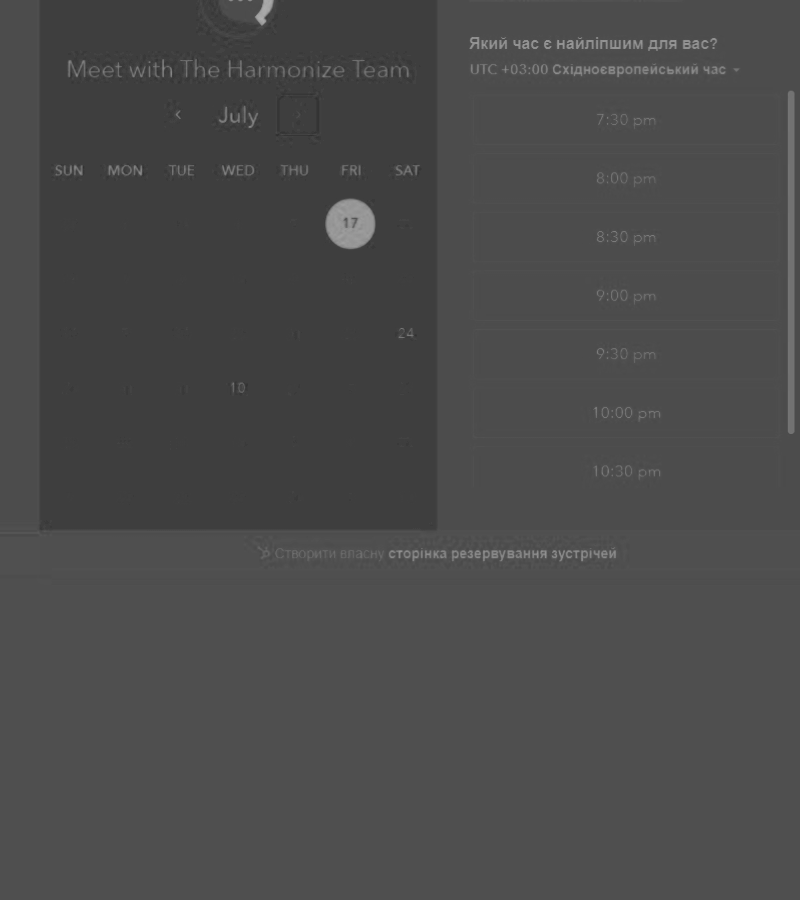 Meet with The Harmonize Team
July
SUN MON TUE WED THU FRI SAT
17
24
10
Який час є найліпшим для вас?
UTC +03:00 Східноєвропейський час
7:30 pm
8:00 pm
8:30 pm
9:00 pm
9:30 pm
10:00 pm
10:30 pm
Створити власну сторінка резервування зустрічей